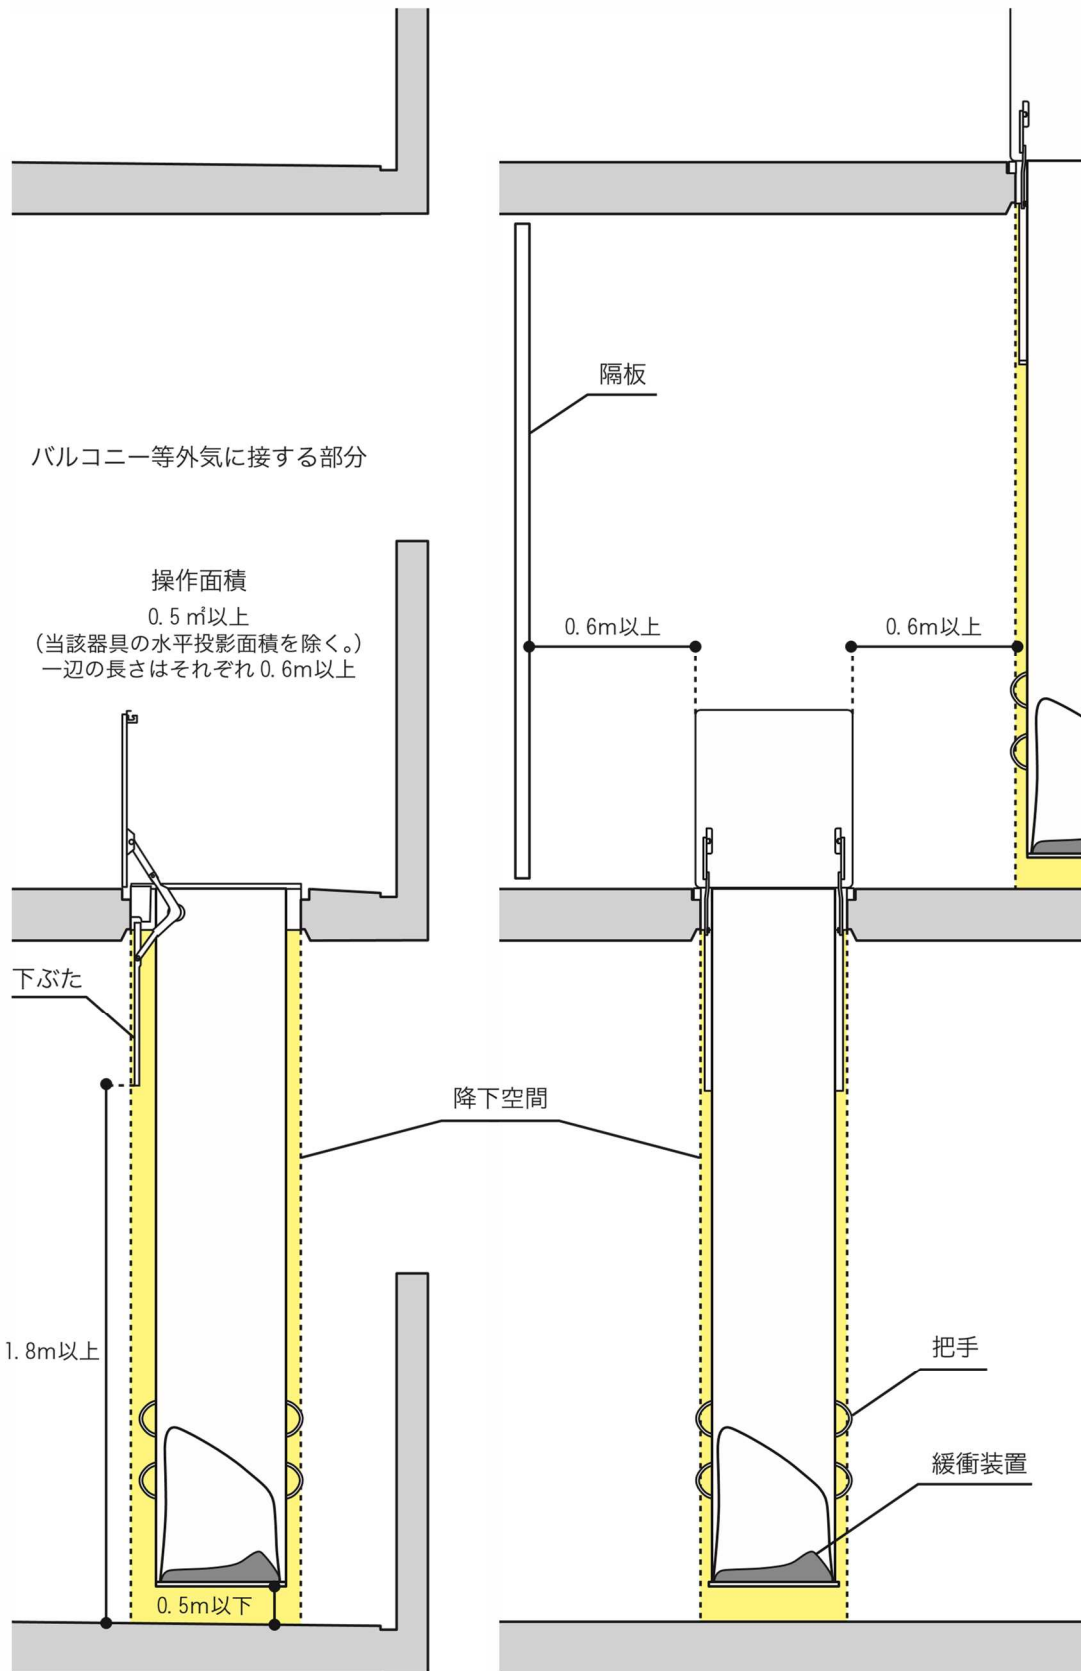 隔板
バルコニー等外気に接する部分
操作面積
0.5㎡以上
(当該器具の水平投影面積を除く。)
一辺の長さはそれぞれ0.6m以上
0.6m以上
0.6m以上
下ぶた
降下空間
1.8m以上
把手
緩衝装置
0.5m以下